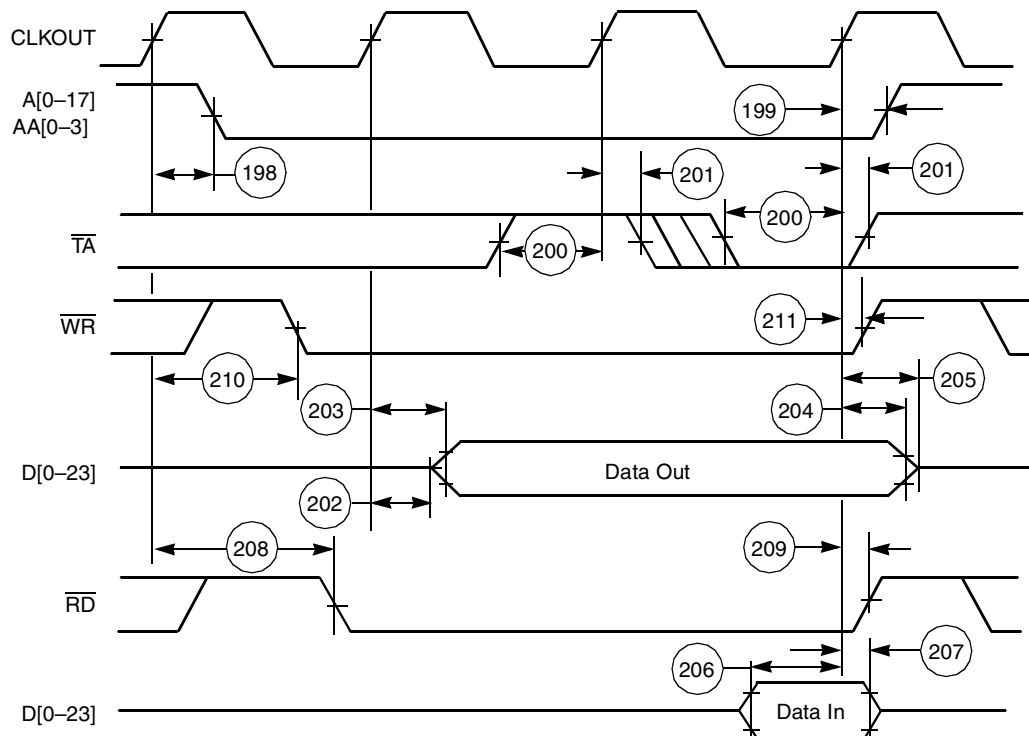 CLKOUT
A[0–17]
AA[0–3]
199
198
201
201
200
TA
200
WR
211
210
205
203
204
D[0–23]
Data Out
202
208
209
RD
206
207
D[0–23]
Data In